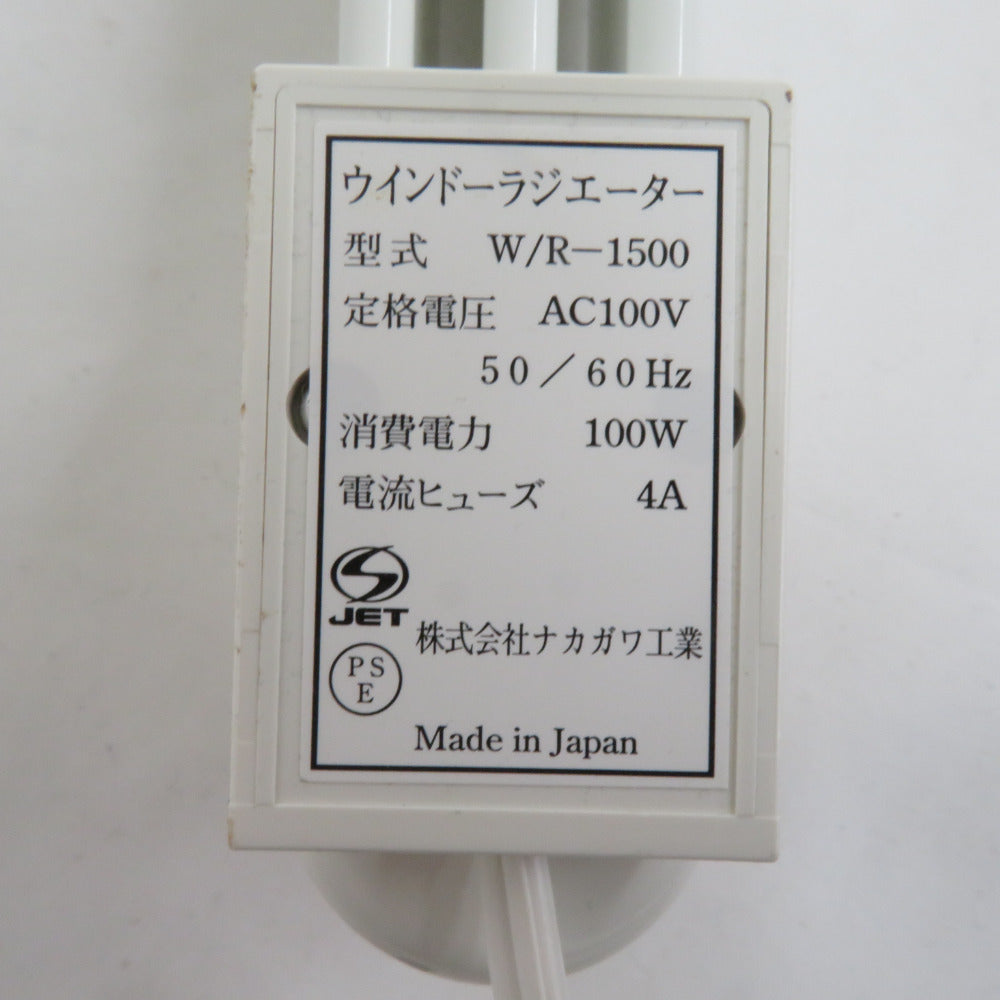 ウインドーラジエーター
型式 W/R−1500
定格電圧 AC100V
50／60Hz
消費電力 100W
電流ヒューズ 4A
JET
株式会社ナカガワ工業
PS
E
Made in Japan